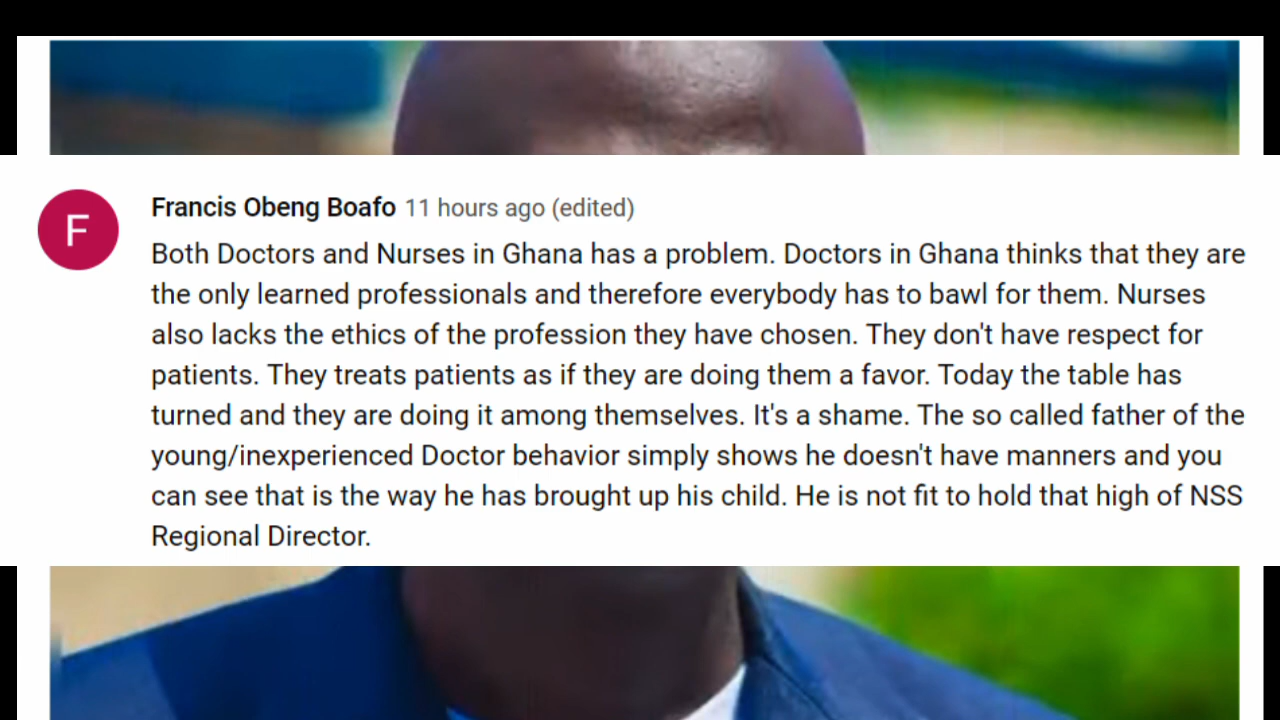 F
Francis Obeng Boafo 11 hours ago (edited)
Both Doctors and Nurses in Ghana has a problem. Doctors in Ghana thinks that they are
the only learned professionals and therefore everybody has to bawl for them. Nurses
also lacks the ethics of the profession they have chosen. They don't have respect for
patients. They treats patients as if they are doing them a favor. Today the table has
turned and they are doing it among themselves. It's a shame. The so called father of the
young/inexperienced Doctor behavior simply shows he doesn't have manners and you
can see that is the way he has brought up his child. He is not fit to hold that high of NSS
Regional Director.